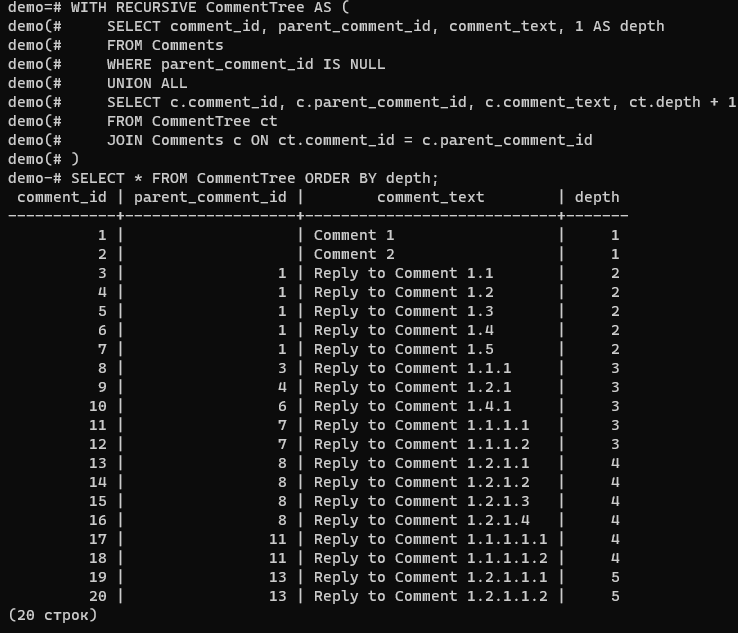 demo=# WITH RECURSIVE CommentTree AS (
demo(#     SELECT comment_id, parent_comment_id, comment_text, 1 AS depth
demo(#     FROM Comments
demo(#     WHERE parent_comment_id IS NULL
demo(#     UNION ALL
demo(#     SELECT c.comment_id, c.parent_comment_id, c.comment_text, ct.depth + 1
demo(#     FROM CommentTree ct
demo(#     JOIN Comments c ON ct.comment_id = c.parent_comment_id
demo(# )
demo-# SELECT * FROM CommentTree ORDER BY depth;
 comment_id | parent_comment_id |        comment_text        | depth
------------+-------------------+----------------------------+-------
          1 |                   | Comment 1                  |     1
          2 |                   | Comment 2                  |     1
          3 |                 1 | Reply to Comment 1.1       |     2
          4 |                 1 | Reply to Comment 1.2       |     2
          5 |                 1 | Reply to Comment 1.3       |     2
          6 |                 1 | Reply to Comment 1.4       |     2
          7 |                 1 | Reply to Comment 1.5       |     2
          8 |                 3 | Reply to Comment 1.1.1     |     3
          9 |                 4 | Reply to Comment 1.2.1     |     3
         10 |                 6 | Reply to Comment 1.4.1     |     3
         11 |                 7 | Reply to Comment 1.1.1.1   |     3
         12 |                 7 | Reply to Comment 1.1.1.2   |     3
         13 |                 8 | Reply to Comment 1.2.1.1   |     4
         14 |                 8 | Reply to Comment 1.2.1.2   |     4
         15 |                 8 | Reply to Comment 1.2.1.3   |     4
         16 |                 8 | Reply to Comment 1.2.1.4   |     4
         17 |                11 | Reply to Comment 1.1.1.1.1 |     4
         18 |                11 | Reply to Comment 1.1.1.1.2 |     4
         19 |                13 | Reply to Comment 1.2.1.1.1 |     5
         20 |                13 | Reply to Comment 1.2.1.1.2 |     5
(20 строк)